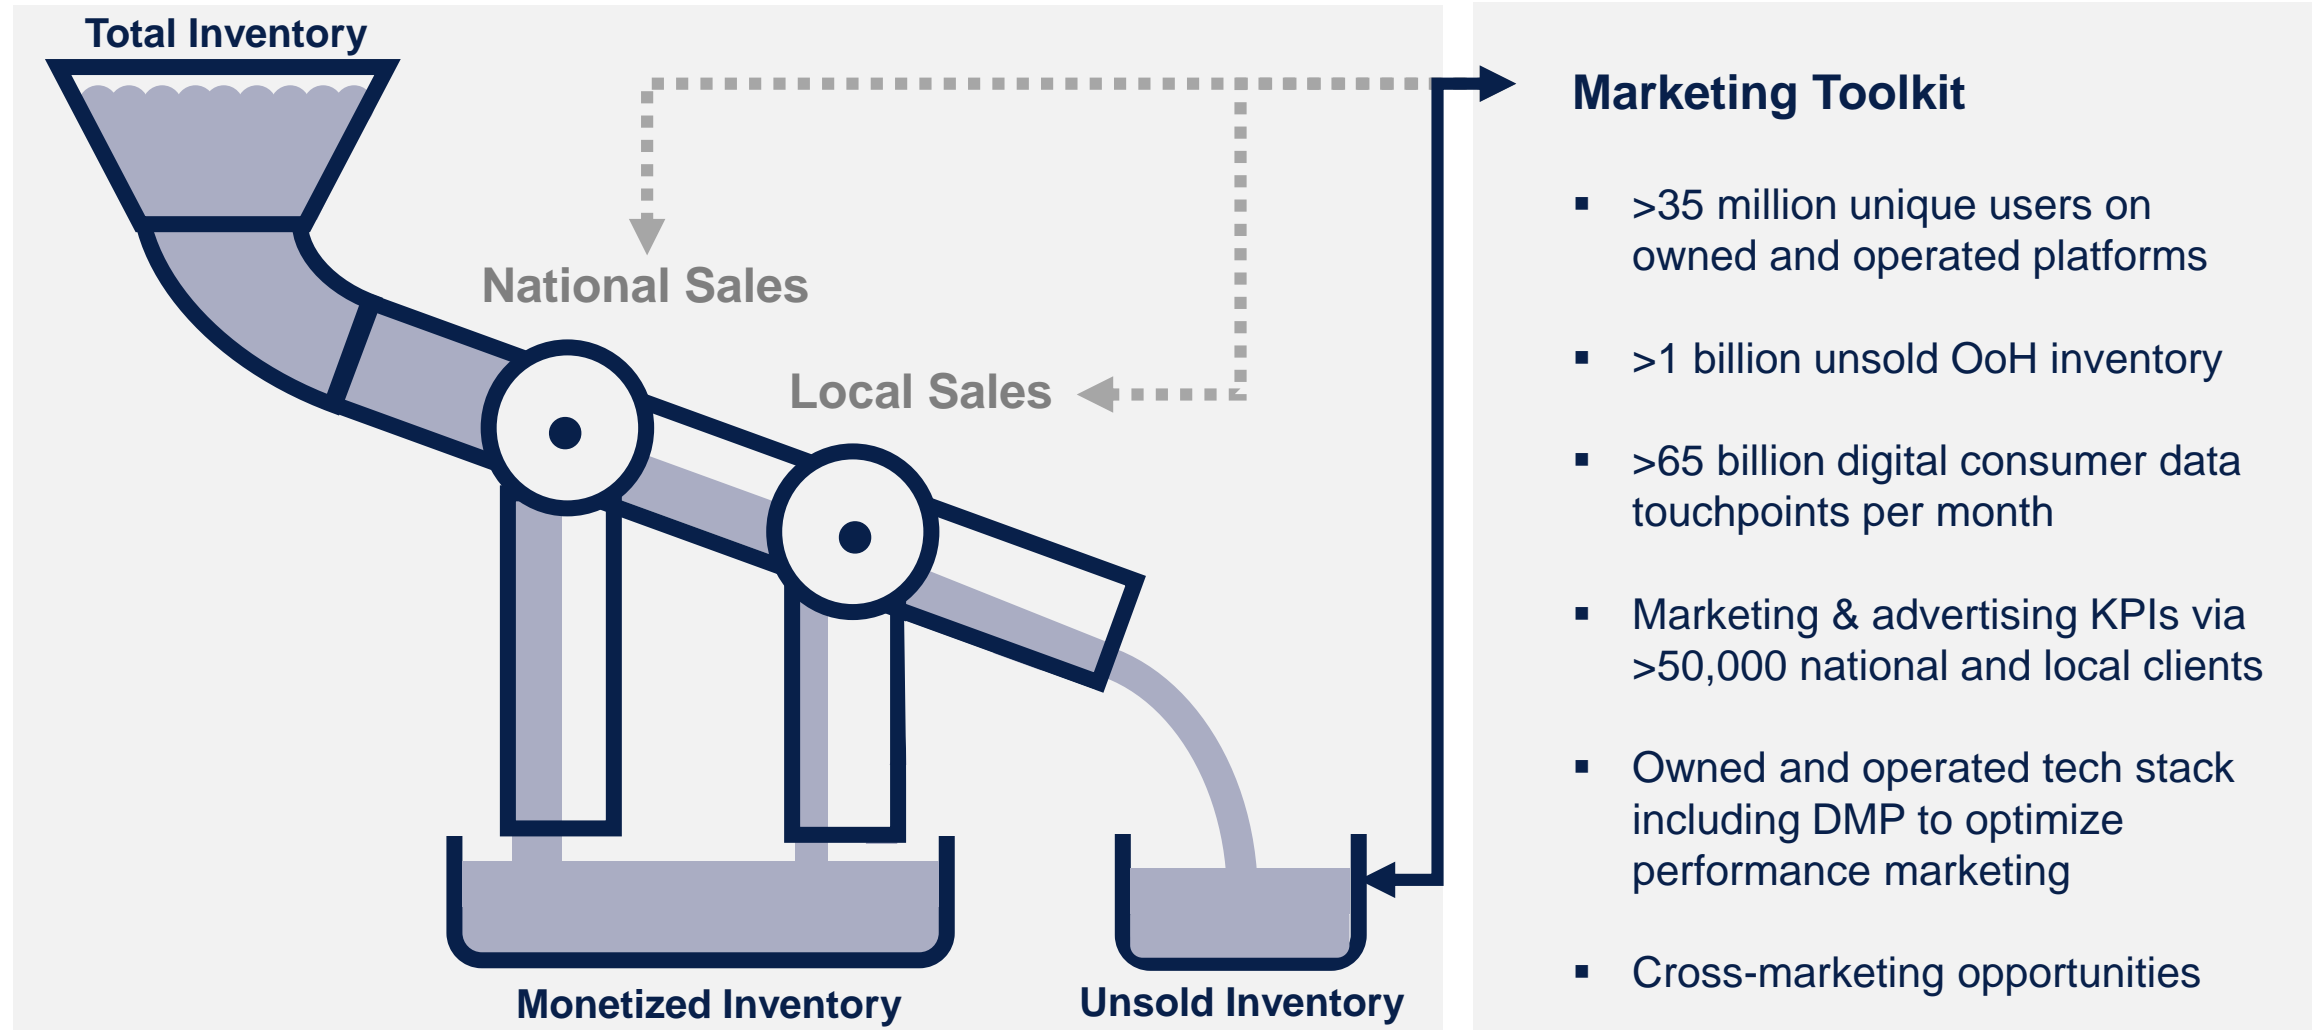 Total Inventory
National Sales
Local Sales
Monetized Inventory
Unsold Inventory
Marketing Toolkit
▪ >35 million unique users on
owned and operated platforms
▪ >1 billion unsold OoH inventory
▪ >65 billion digital consumer data
touchpoints per month
▪ Marketing & advertising KPIs via
>50,000 national and local clients
▪ Owned and operated tech stack
including DMP to optimize
performance marketing
▪ Cross-marketing opportunities